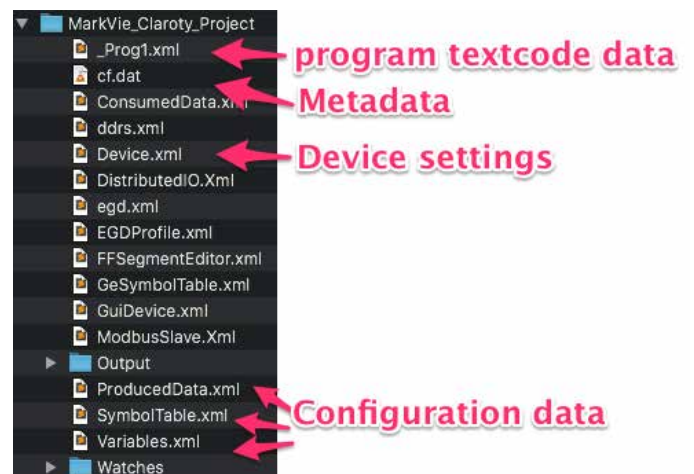 MarkVie_Claroty_Project
_Prog1.xml
program textcode data
cf.dat
Metadata
ConsumedData.xml
ddrs.xml
Device.xml
Device settings
DistributedIO.Xml
egd.xml
EGDProfile.xml
FFSegmentEditor.xml
GeSymbolTable.xml
GuiDevice.xml
ModbusSlave.Xml
Output
ProducedData.xml
SymbolTable.xml
Configuration data
Variables.xml
Watches